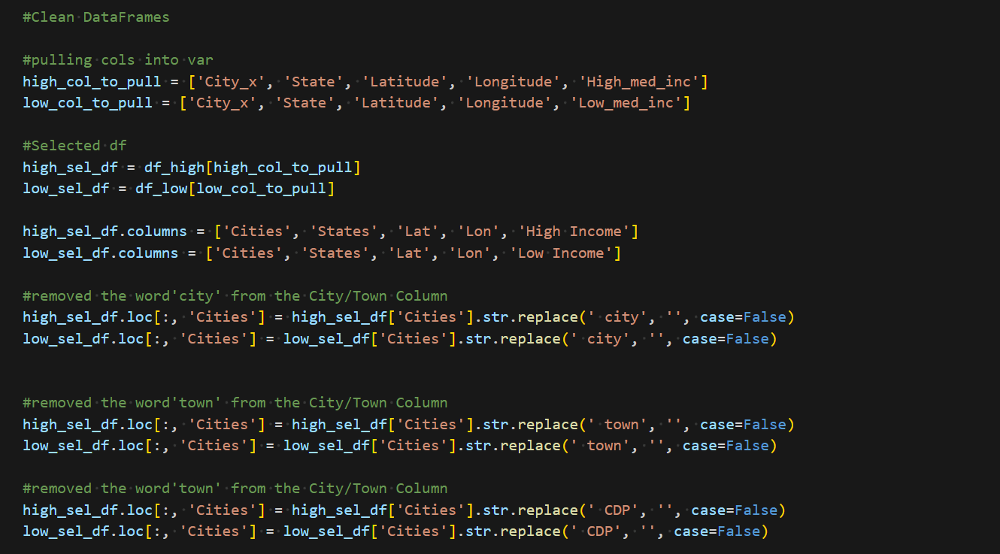 #Clean DataFrames
#pulling cols into var
high_col_to_pull = ['City_x', 'State', 'Latitude', 'Longitude', 'High_med_inc']
low_col_to_pull = ['City_x', 'State', 'Latitude', 'Longitude', 'Low_med_inc']
#Selected df
high_sel_df = df_high[high_col_to_pull]
low_sel_df = df_low[low_col_to_pull]
high_sel_df.columns = ['Cities', 'States', 'Lat', 'Lon', 'High Income']
low_sel_df.columns = ['Cities', 'States', 'Lat', 'Lon', 'Low Income']
#removed the word'city' from the City/Town Column
high_sel_df.loc[:, 'Cities'] = high_sel_df['Cities'].str.replace(' city', '', case=False)
low_sel_df.loc[:, 'Cities'] = low_sel_df['Cities'].str.replace(' city', '', case=False)
#removed the word'town' from the City/Town Column
high_sel_df.loc[:, 'Cities'] = high_sel_df['Cities'].str.replace(' town', '', case=False)
low_sel_df.loc[:, 'Cities'] = low_sel_df['Cities'].str.replace(' town', '', case=False)
#removed the word'town' from the City/Town Column
high_sel_df.loc[:, 'Cities'] = high_sel_df['Cities'].str.replace(' CDP', '', case=False)
low_sel_df.loc[:, 'Cities'] = low_sel_df['Cities'].str.replace(' CDP', '', case=False)